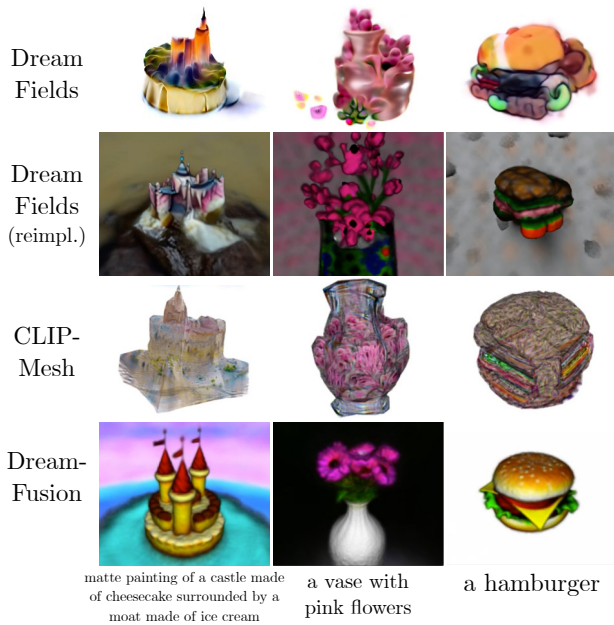 Dream
Fields
Dream
Fields
(reimpl.)
CLIP-
Mesh
Dream-
Fusion
matte painting of a castle made
of cheesecake surrounded by a
moat made of ice cream
a vase with
pink flowers
a hamburger